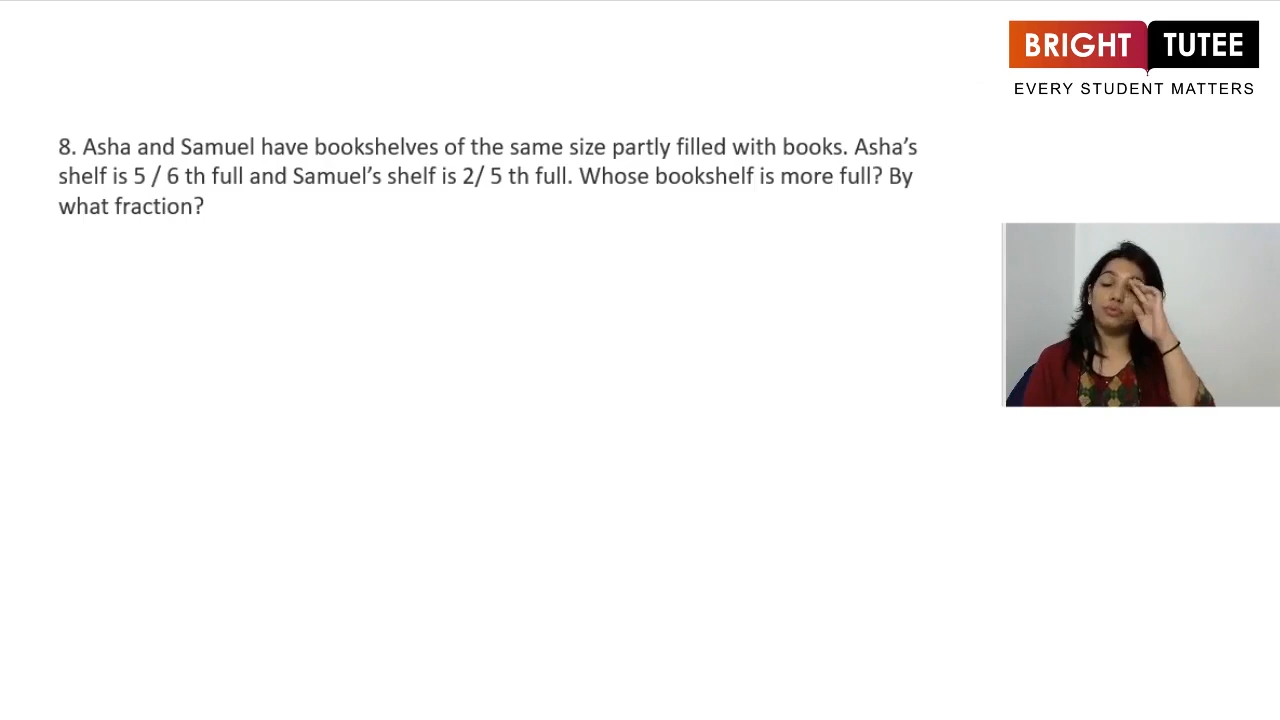 BRIGHT TUTEE
EVERY STUDENT MATTERS
8. Asha and Samuel have bookshelves of the same size partly filled with books. Asha’s
shelf is 5 / 6 th full and Samuel’s shelf is 2/ 5 th full. Whose bookshelf is more full? By
what fraction?